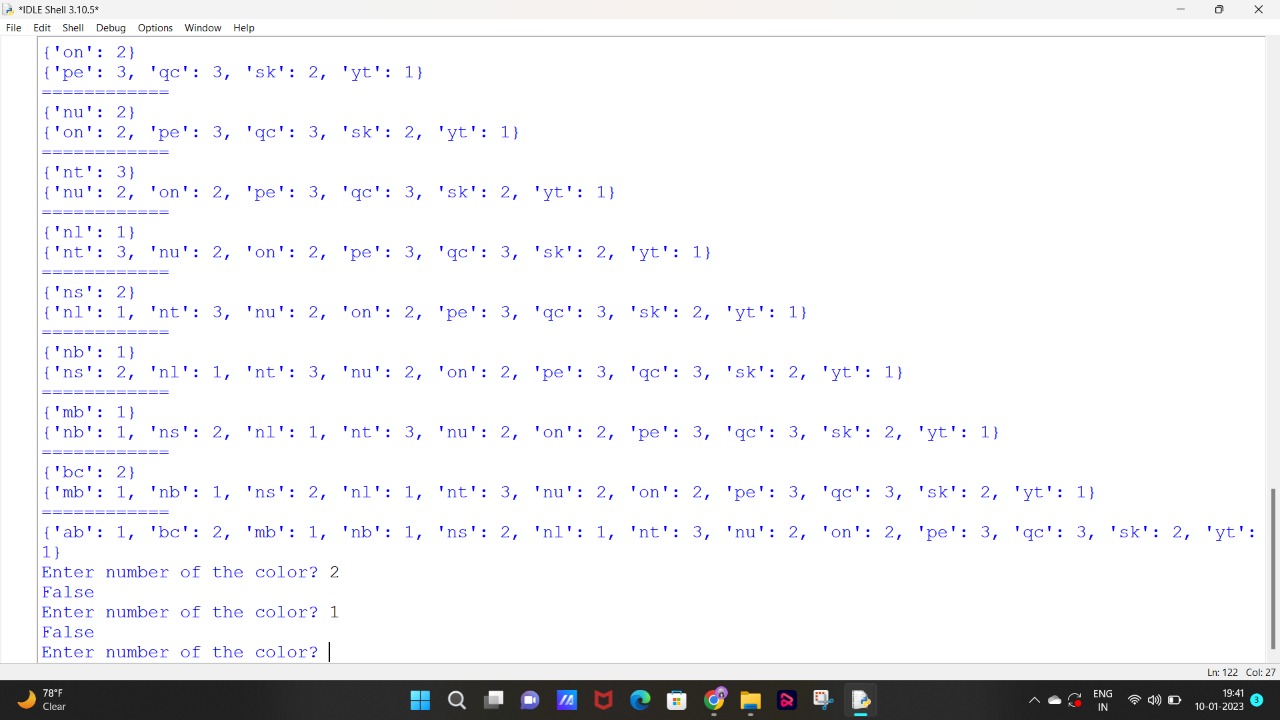 *IDLE Shell 3.10.5*
File Edit Shell Debug Options Window Help
{'on': 2}
{'pe': 3, 'qc': 3, 'sk': 2, 'yt': 1}
============
{'nu': 2}
{'on': 2, 'pe': 3, 'qc': 3, 'sk': 2, 'yt': 1}
============
{'nt': 3}
{'nu': 2, 'on': 2, 'pe': 3, 'qc': 3, 'sk': 2, 'yt': 1}
============
{'nl': 1}
{'nt': 3, 'nu': 2, 'on': 2, 'pe': 3, 'qc': 3, 'sk': 2, 'yt': 1}
============
{'ns': 2}
{'nl': 1, 'nt': 3, 'nu': 2, 'on': 2, 'pe': 3, 'qc': 3, 'sk': 2, 'yt': 1}
============
{'nb': 1}
{'ns': 2, 'nl': 1, 'nt': 3, 'nu': 2, 'on': 2, 'pe': 3, 'qc': 3, 'sk': 2, 'yt': 1}
============
{'mb': 1}
{'nb': 1, 'ns': 2, 'nl': 1, 'nt': 3, 'nu': 2, 'on': 2, 'pe': 3, 'qc': 3, 'sk': 2, 'yt': 1}
============
{'bc': 2}
{'mb': 1, 'nb': 1, 'ns': 2, 'nl': 1, 'nt': 3, 'nu': 2, 'on': 2, 'pe': 3, 'qc': 3, 'sk': 2, 'yt': 1}
============
{'ab': 1, 'bc': 2, 'mb': 1, 'nb': 1, 'ns': 2, 'nl': 1, 'nt': 3, 'nu': 2, 'on': 2, 'pe': 3, 'qc': 3, 'sk': 2, 'yt':
1}
Enter number of the color? 2
False
Enter number of the color? 1
False
Enter number of the color?
Ln: 122 Col: 27
78°F
Clear
ENG
IN
19:41
10-01-2023
3